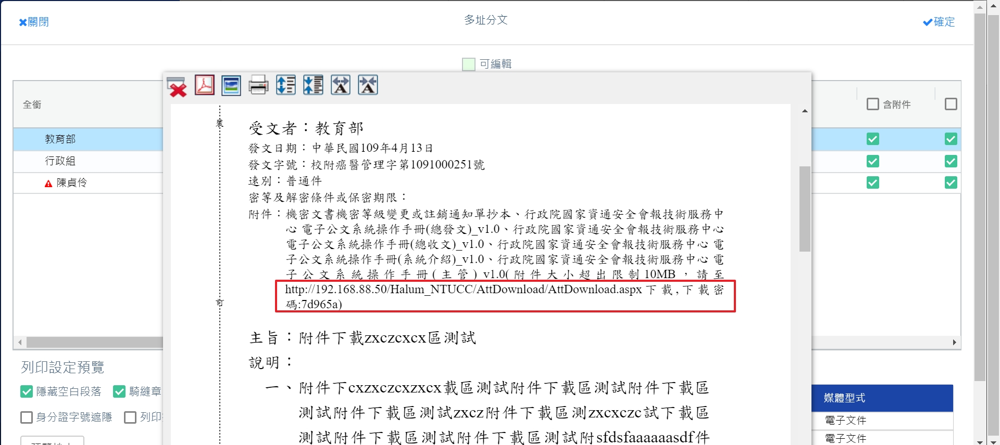 關閉
多址分文
確定
可編輯
全銜
含附件
教育部
行政組
陳貞伶
裝
訂
受文者：教育部
發文日期：中華民國109年4月13日
發文字號：校附癌醫管理字第1091000251號
速別：普通件
密等及解密條件或保密期限：
附件：機密文書機密等級變更或註銷通知單抄本、行政院國家資通安全會報技術服務中
心 電子公文系統操作手冊(總發文)_v1.0、行政院國家資通安全會報技術服務中心
電子公文系統操作手冊(總收文)_v1.0、行政院國家資通安全會報技術服務中心 電
子公文系統操作手冊(系統介紹)_v1.0、行政院國家資通安全會報技術服務中心 電
子公文系統操作手冊(主管) v1.0(附件大小超出限制10MB，請至
http://192.168.88.50/Halum_NTUCC/AttDownload/AttDownload.aspx下載,下載密
碼:7d965a)
主旨：附件下載zxczcxcx區測試
說明：
一、附件下cxzxczcxzxcx載區測試附件下載區測試附件下載區
測試附件下載區測試zxcz附件下載區測zxcxczc試下載區
測試附件下載區測試附件下載區測試附sfdsfaaaaaasdf件
列印設定預覽
隱藏空白段落
騎縫章
身分證字號遮隱
列印
媒體型式
電子文件
電子文件